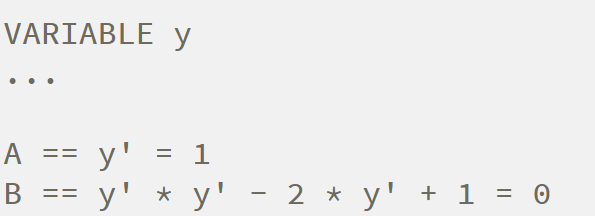 VARIABLE y
...
A == y' = 1
B == y' * y' - 2 * y' + 1 = 0